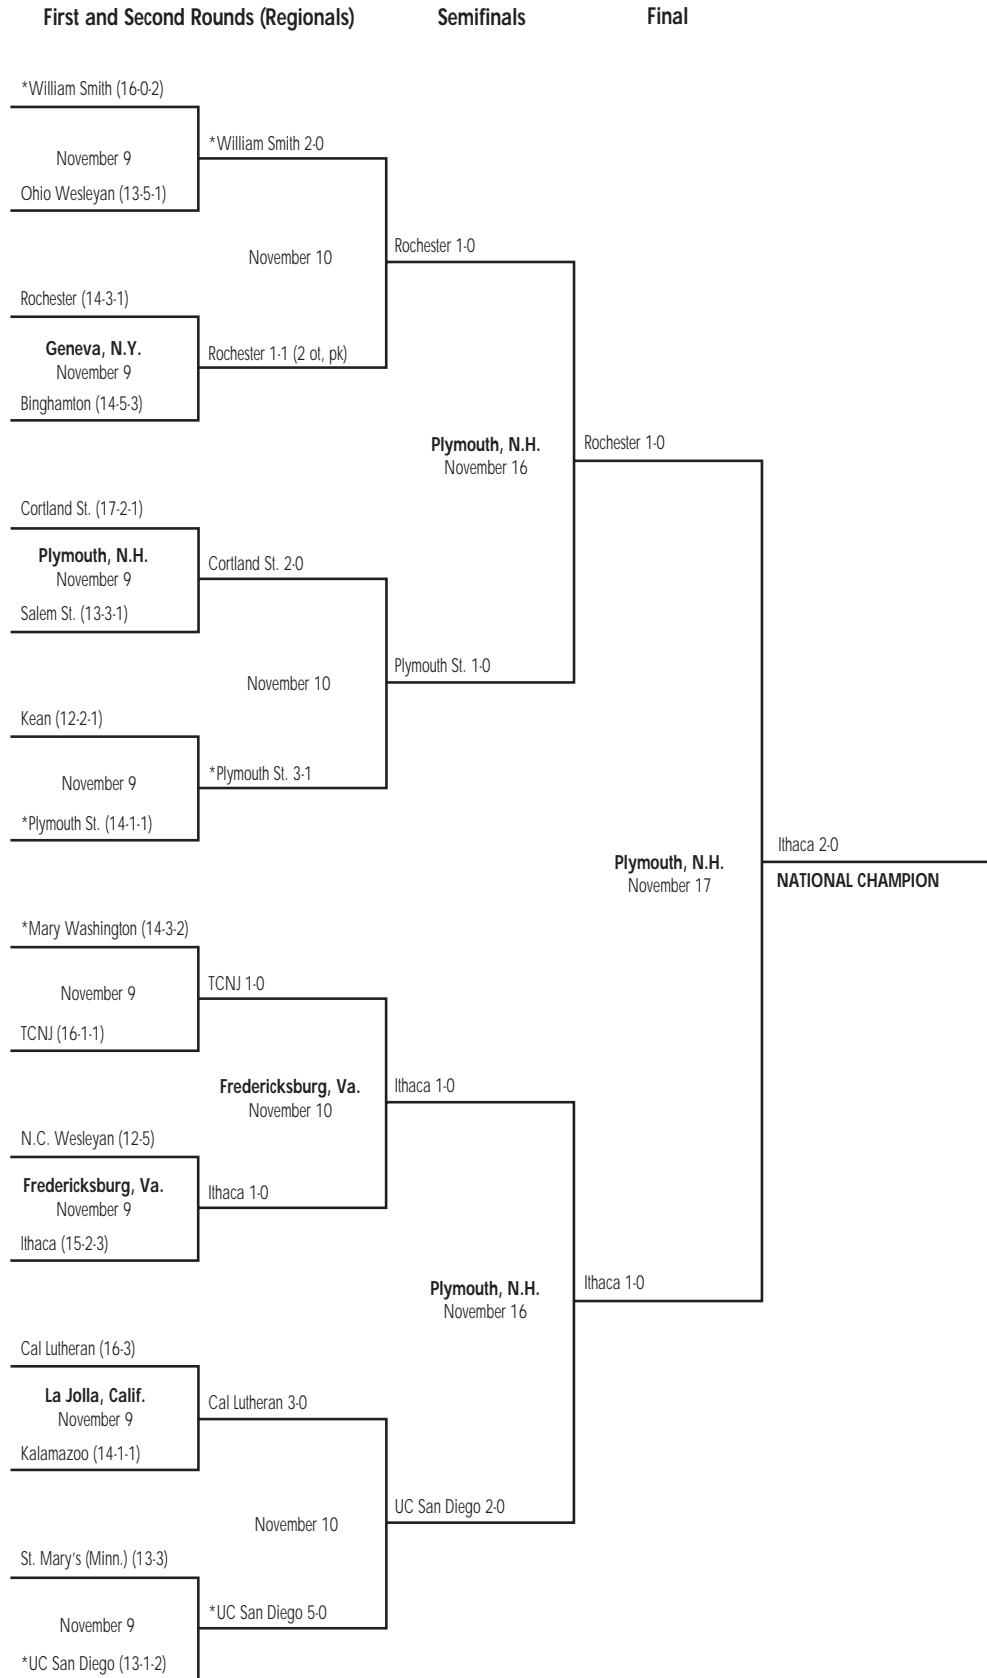 First and Second Rounds (Regionals) Semifinals Final
*William Smith (16-0-2)
*William Smith 2-0
November 9
Ohio Wesleyan (13-5-1)
Rochester 1-0
November 10
Rochester (14-3-1)
Geneva, N.Y.
Rochester 1-1 (2 ot, pk)
November 9
Binghamton (14-5-3)
Plymouth, N.H.
Rochester 1-0
November 16
Cortland St. (17-2-1)
Plymouth, N.H.
Cortland St. 2-0
November 9
Salem St. (13-3-1)
Plymouth St. 1-0
November 10
Kean (12-2-1)
*Plymouth St. 3-1
November 9
*Plymouth St. (14-1-1)
Ithaca 2-0
Plymouth, N.H.
November 17
NATIONAL CHAMPION
*Mary Washington (14-3-2)
TCNJ 1-0
November 9
TCNJ (16-1-1)
Fredericksburg, Va.
Ithaca 1-0
November 10
N.C. Wesleyan (12-5)
Fredericksburg, Va.
Ithaca 1-0
November 9
Ithaca (15-2-3)
Plymouth, N.H.
Ithaca 1-0
November 16
Cal Lutheran (16-3)
La Jolla, Calif.
Cal Lutheran 3-0
November 9
Kalamazoo (14-1-1)
UC San Diego 2-0
November 10
St. Mary's (Minn.) (13-3)
*UC San Diego 5-0
November 9
*UC San Diego (13-1-2)